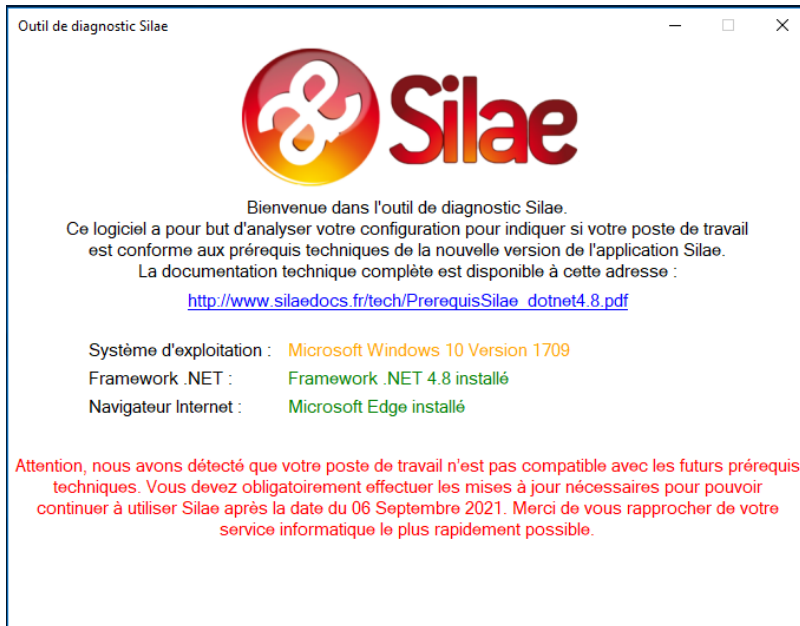 Outil de diagnostic Silae
Silae
Bienvenue dans l'outil de diagnostic Silae.
Ce logiciel a pour but d'analyser votre configuration pour indiquer si votre poste de travail
est conforme aux prérequis techniques de la nouvelle version de l'application Silae.
La documentation technique complète est disponible à cette adresse :
http://www.silaedocs.fr/tech/PrerequisSilae_dotnet4.8.pdf
Système d'exploitation : Microsoft Windows 10 Version 1709
Framework .NET : Framework .NET 4.8 installé
Navigateur Internet : Microsoft Edge installé
Attention, nous avons détecté que votre poste de travail n'est pas compatible avec les futurs prérequis
techniques. Vous devez obligatoirement effectuer les mises à jour nécessaires pour pouvoir
continuer à utiliser Silae après la date du 06 Septembre 2021. Merci de vous rapprocher de votre
service informatique le plus rapidement possible.